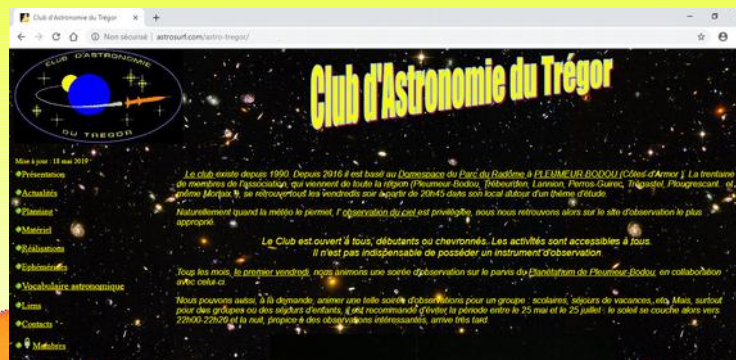 Club d'Astronomie du Trégor
Non sécurisé | astrosurf.com/astro-tregor/
CLUB D'ASTRONOMIE
DU TREGOR
Club d'Astronomie du Trégor
Mise à jour : 18 mai 2019
Présentation
Actualités
Planning
Matériel
Réalisations
Ephémérides
Vocabulaire astronomique
Liens
Contacts
Membres
Le club existe depuis 1990. Depuis 2016 il est basé au Domespace du Parc du Radôme à PLEUMEUR-BODOU (Côtes d'Armor). La trentaine
de membres de l'association, qui viennent de toute la région (Pleumeur-Bodou, Trébeurden, Lannion, Perros-Guirec, Trégastel, Plougrescant.. et
même Morlaix !), se retrouve tous les vendredis soir à partir de 20h45 dans son local autour d'un thème d'étude.
Naturellement quand la météo le permet, l'observation du ciel est privilégiée, nous nous retrouvons alors sur le site d'observation le plus
approprié.
Le Club est ouvert à tous, débutants ou chevronnés. Les activités sont accessibles à tous.
Il n'est pas indispensable de posséder un instrument d'observation
Tous les mois, le premier vendredi, nous animons une soirée d'observation sur le parvis du Planétarium de Pleumeur-Bodou, en collaboration
avec celui-ci.
Nous pouvons aussi, à la demande, animer une telle soirée d'observations pour un groupe : scolaires, séjours de vacances, etc. Mais, surtout
pour des groupes ou des séjours d'enfants, il est recommandé d'éviter la période entre le 25 mai et le 25 juillet : le soleil se couche alors vers
22h00-22h20 et la nuit, propice à des observations intéressantes, arrive très tard.